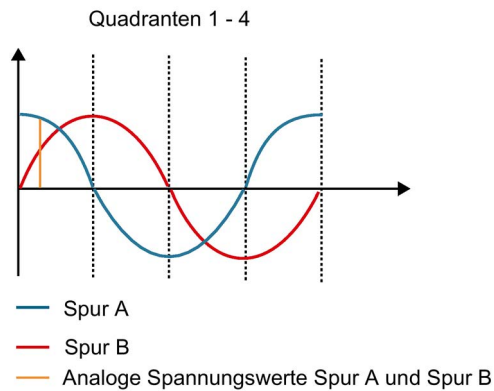 Quadranten 1 - 4
Spur A
Spur B
Analoge Spannungswerte Spur A und Spur B